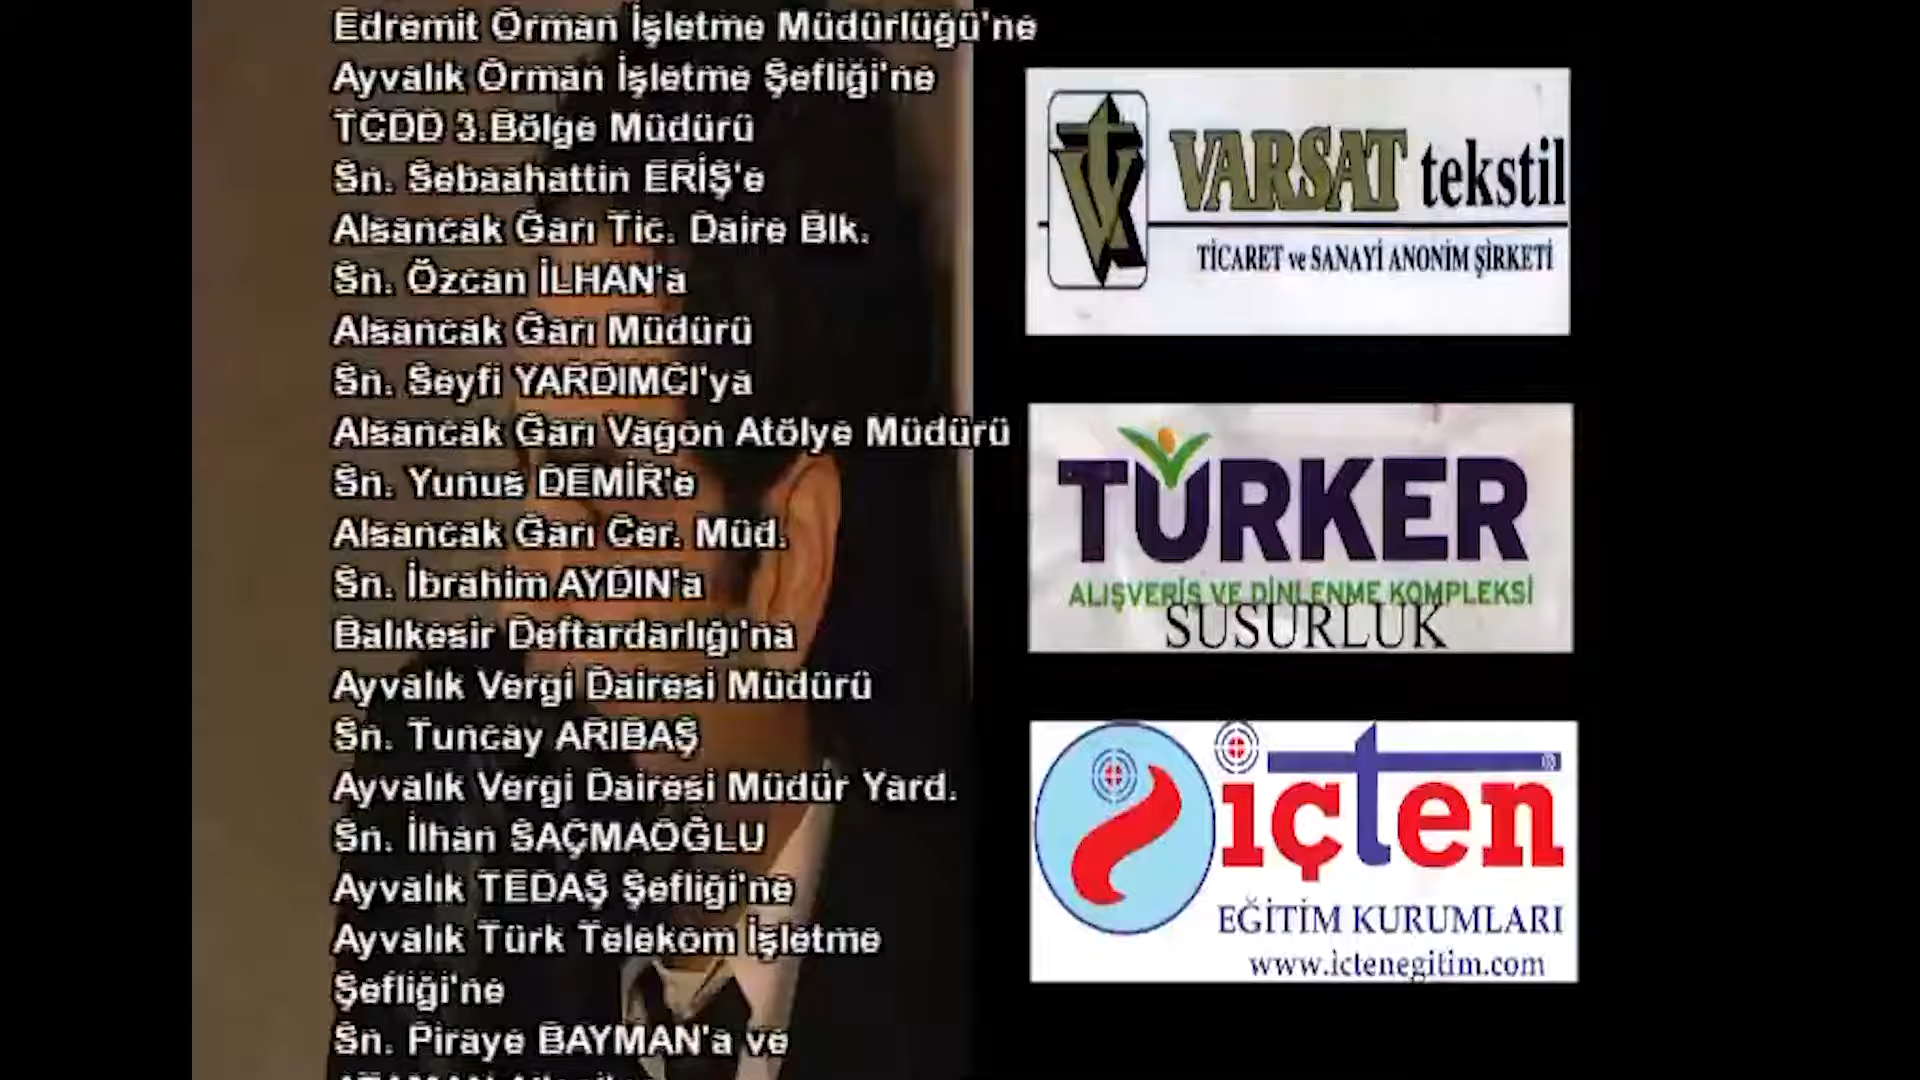 Edremit Orman İşletme Müdürlüğü'ne
Ayvalık Orman İşletme Şefliği'ne
TCDD 3.Bölge Müdürü
Sn. Sebaahattin ERİŞ'e
Alsancak Garı Tic. Daire Blk.
Sn. Özcan İLHAN'a
Alsancak Garı Müdürü
Sn. Seyfi YARDIMCI'ya
Alsancak Garı Vagon Atölye Müdürü
Sn. Yunus DEMİR'e
Alsancak Garı Cer. Müd.
Sn. İbrahim AYDIN'a
Balıkesir Deftardarlığı'na
Ayvalık Vergi Dairesi Müdürü
Sn. Tuncay ARIBAŞ
Ayvalık Vergi Dairesi Müdür Yard.
Sn. İlhan SAÇMAOĞLU
Ayvalık TEDAŞ Şefliği'ne
Ayvalık Türk Telekom İşletme
Şefliği'ne
Sn. Piraye BAYMAN'a ve
VARSAT tekstil
TİCARET ve SANAYİ ANONİM ŞİRKETİ
TÜRKER
ALIŞVERİŞ VE DİNLENME KOMPLEKSİ
SUSURLUK
içten
EĞİTİM KURUMLARI
www.ictenegitim.com